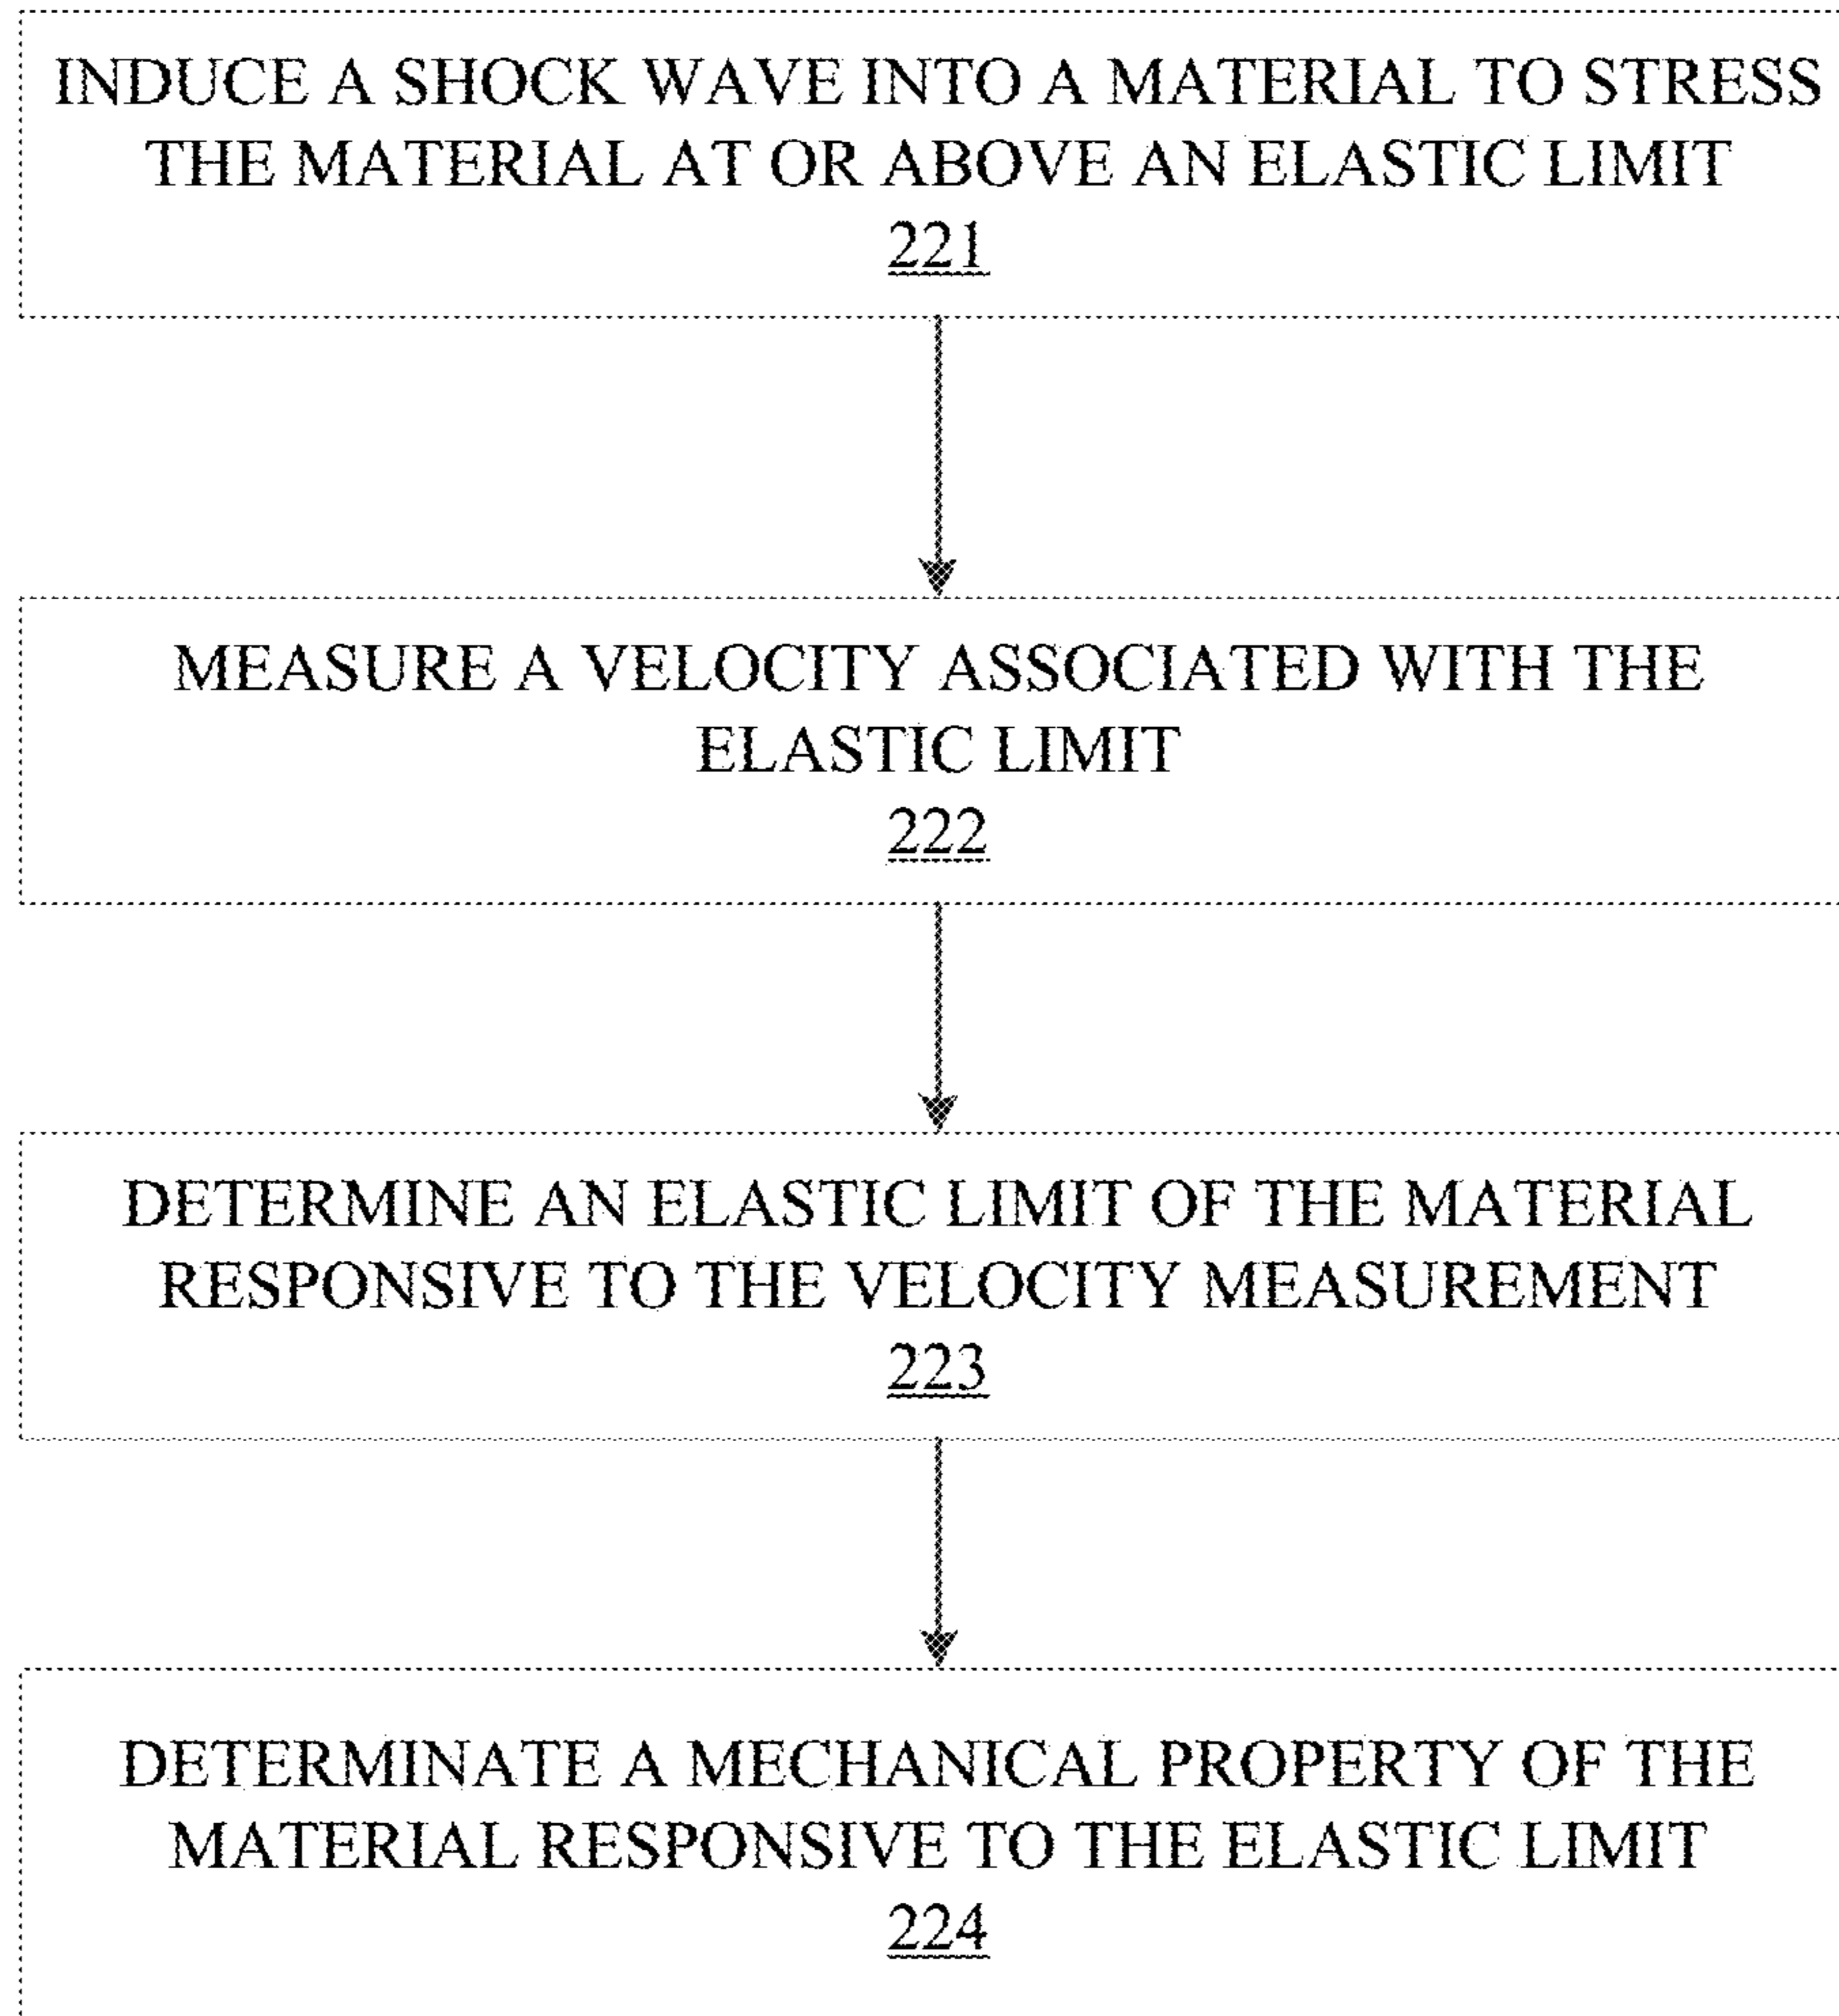 INDUCE A SHOCK WAVE INTO A MATERIAL TO STRESS
THE MATERIAL AT OR ABOVE AN ELASTIC LIMIT
221
MEASURE A VELOCITY ASSOCIATED WITH THE
ELASTIC LIMIT
222
DETERMINE AN ELASTIC LIMIT OF THE MATERIAL
RESPONSIVE TO THE VELOCITY MEASUREMENT
223
DETERMINATE A MECHANICAL PROPERTY OF THE
MATERIAL RESPONSIVE TO THE ELASTIC LIMIT
224